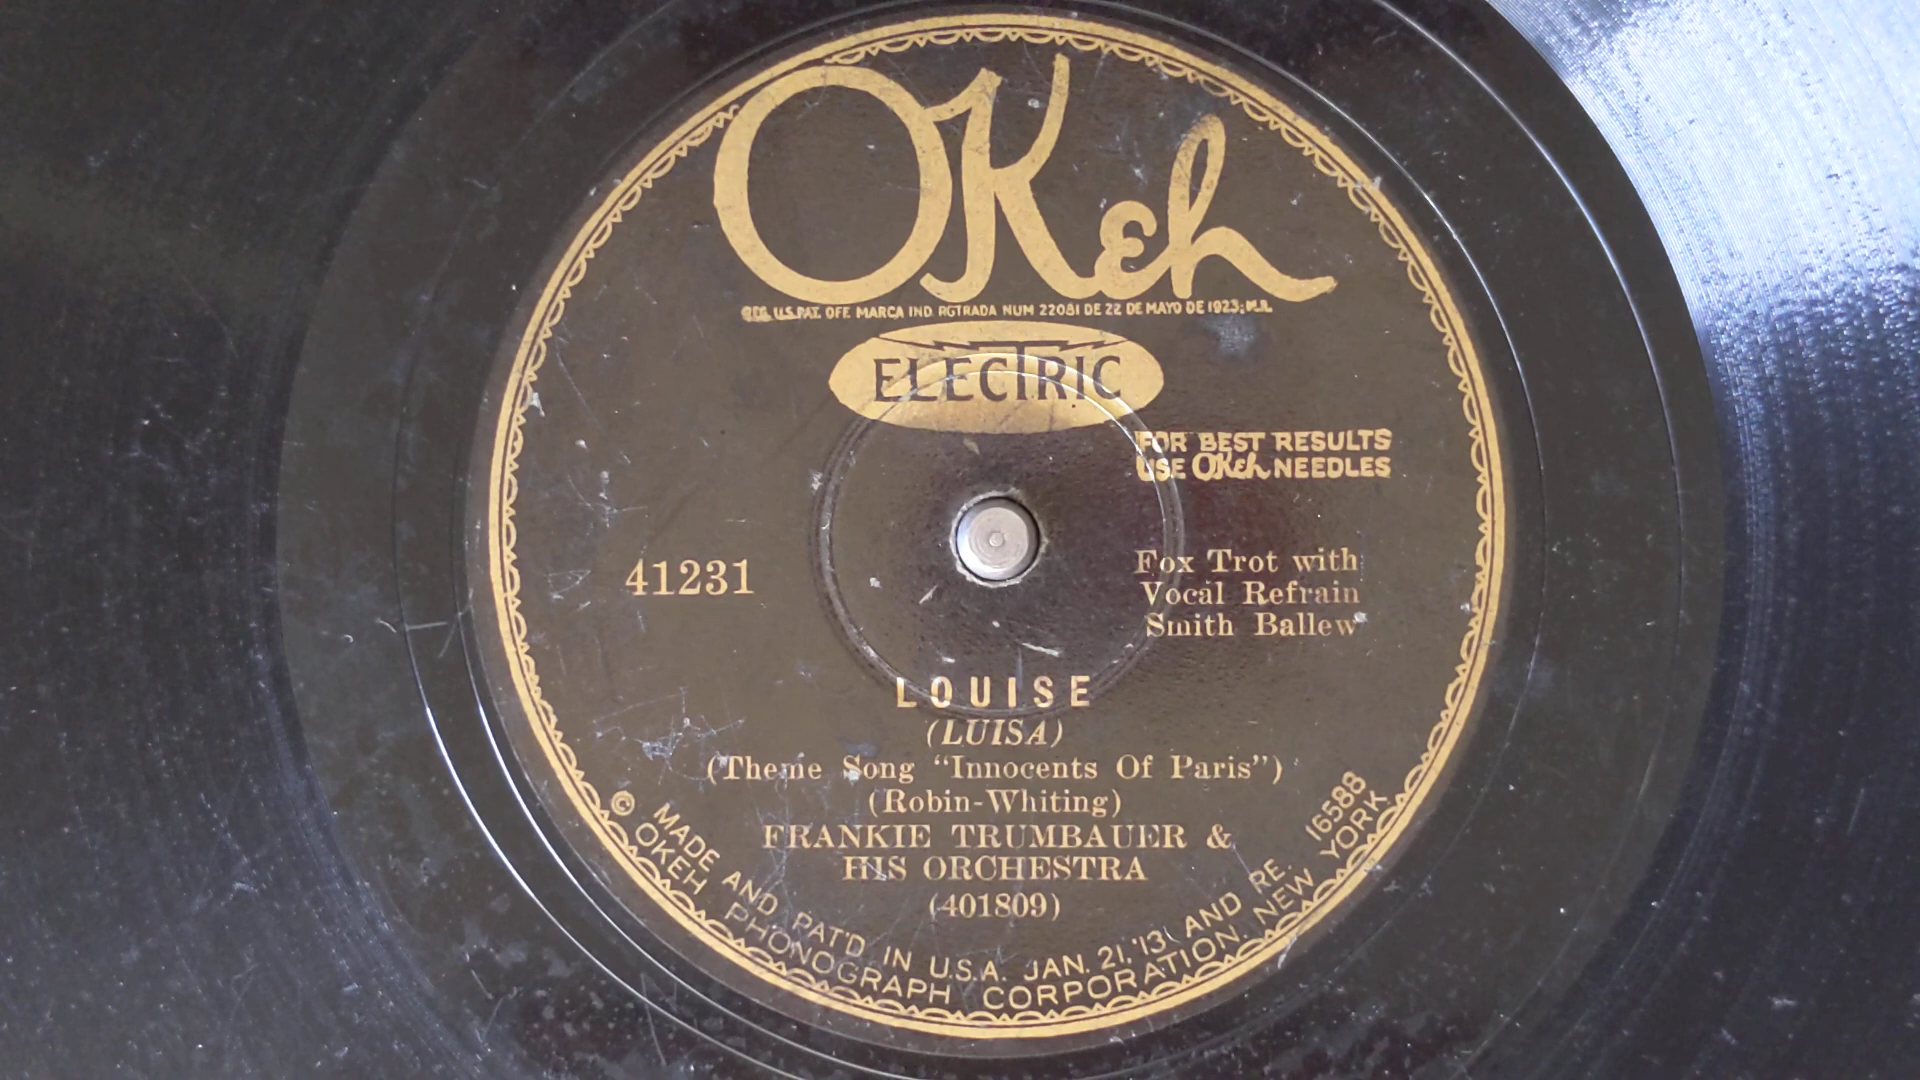 OKeh
REG. U.S. PAT. OFF. MARCA IND. RGTRADA NUM 22081 DE 22 DE MAYO DE 1923; M.R.
ELECTRIC
FOR BEST RESULTS
USE OKeh NEEDLES
41231
Fox Trot with
Vocal Refrain
Smith Ballew
LOUISE
(LUISA)
(Theme Song "Innocents Of Paris")
(Robin-Whiting)
FRANKIE TRUMBAUER &
HIS ORCHESTRA
(401809)
© MADE AND PAT'D IN U.S.A. JAN. 21, '13, AND RE. 16588
OKEH PHONOGRAPH CORPORATION, NEW YORK